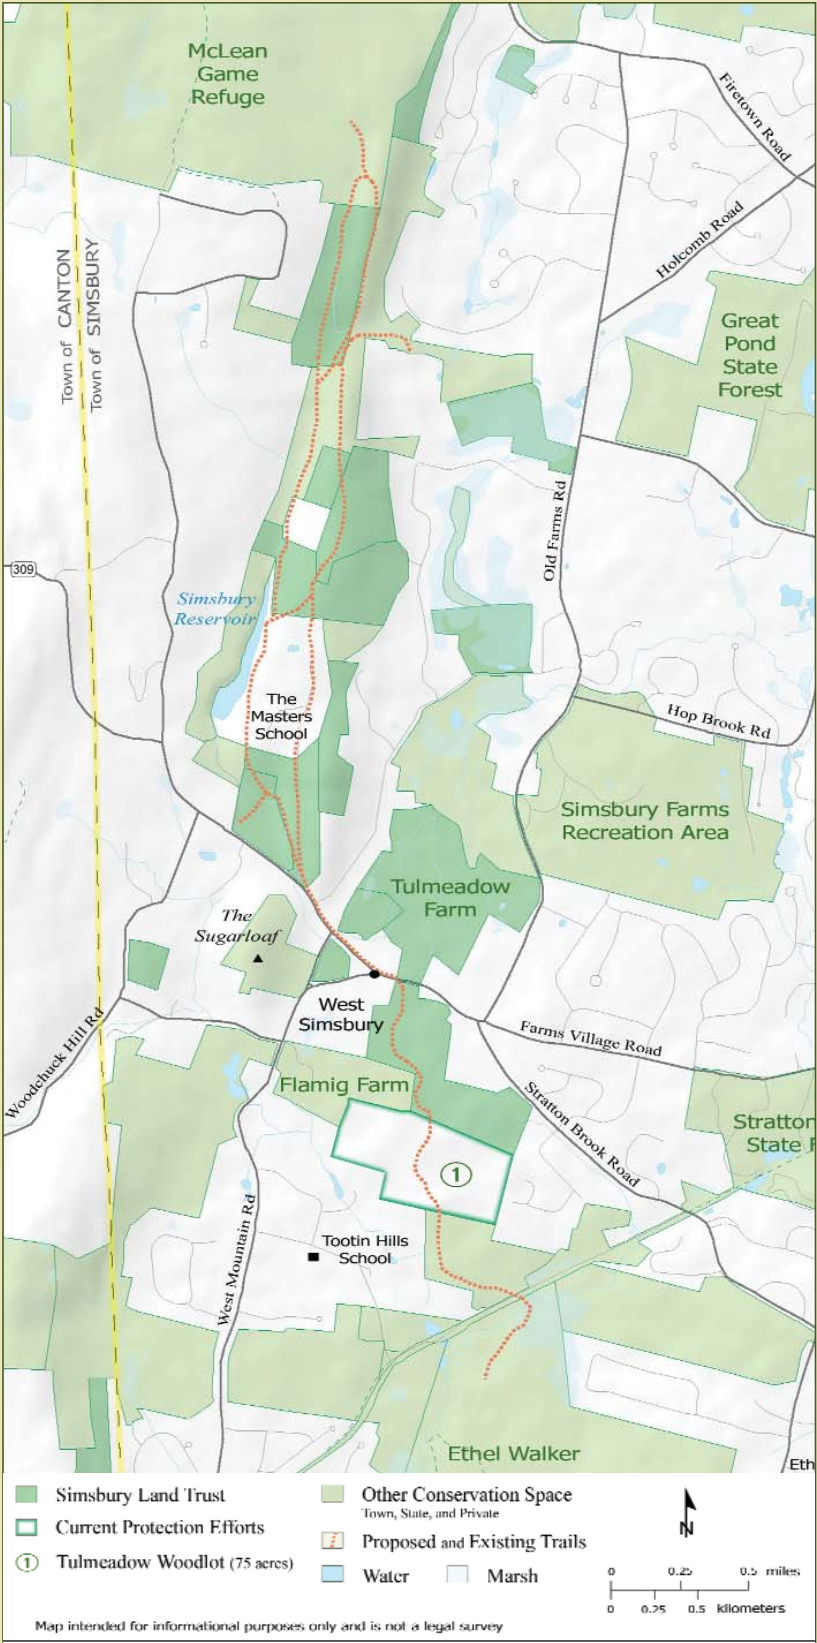 McLean
Game
Refuge
Firetown Road
Holcomb Road
Town of CANTON
Town of SIMSBURY
Great
Pond
State
Forest
Old Farms Rd
309
Simsbury
Reservoir
The
Masters
School
Hop Brook Rd
Simsbury Farms
Recreation Area
Tulmeadow
Farm
The
Sugarloaf
West
Simsbury
Woodchuck Hill Rd
Farms Village Road
Flamig Farm
Stratton Brook Road
Stratton
State F
1
West Mountain Rd
Tootin Hills
School
Ethel Walker
Eth
Simsbury Land Trust
Current Protection Efforts
1 Tulmeadow Woodlot (75 acres)
Other Conservation Space
Town, State, and Private
Proposed and Existing Trails
Water
Marsh
N
0 0.25 0.5 miles
0 0.25 0.5 kilometers
Map intended for informational purposes only and is not a legal survey